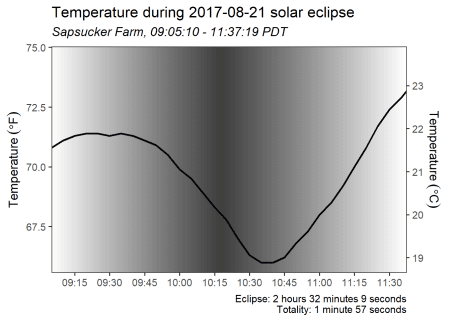 Temperature during 2017-08-21 solar eclipse
Sapsucker Farm, 09:05:10 - 11:37:19 PDT
Temperature (°F)
75.0
72.5
70.0
67.5
23
22
21
20
19
Temperature (°C)
09:15 09:30 09:45 10:00 10:15 10:30 10:45 11:00 11:15 11:30
Eclipse: 2 hours 32 minutes 9 seconds
Totality: 1 minute 57 seconds